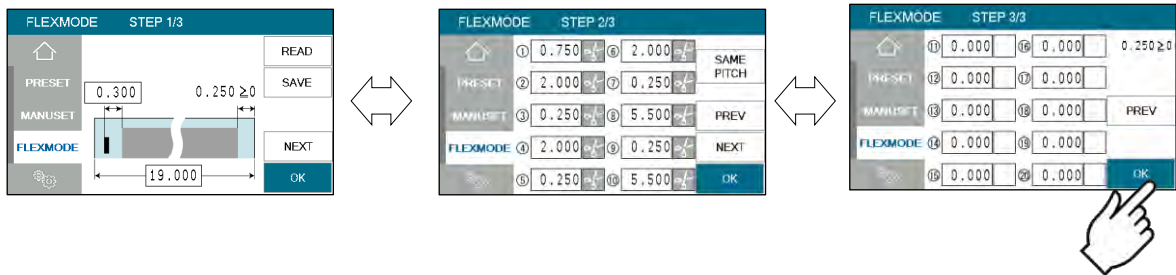 FLEXMODE STEP 1/3
READ
PRESET
SAVE
0.300
0.250 ≥0
MANUSET
FLEXMODE
NEXT
19.000
OK
FLEXMODE STEP 2/3
① 0.750 ⑥ 2.000
SAME
PITCH
PRESET ② 2.000 ⑦ 0.250
MANUSET ③ 0.250 ⑧ 5.500 PREV
FLEXMODE ④ 2.000 ⑨ 0.250 NEXT
⑤ 0.250 ⑩ 5.500 OK
FLEXMODE STEP 3/3
⑪ 0.000 ⑯ 0.000 0.250≥0
PRESET ⑫ 0.000 ⑰ 0.000
MANUSET ⑬ 0.000 ⑱ 0.000 PREV
FLEXMODE ⑭ 0.000 ⑲ 0.000
⑮ 0.000 ⑳ 0.000 OK